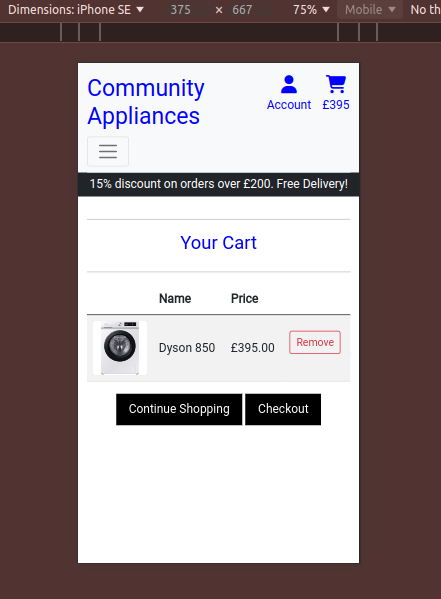 Dimensions: iPhone SE 375 × 667 75% Mobile No th
Community
Appliances
Account £395
15% discount on orders over £200. Free Delivery!
Your Cart
Name Price
Dyson 850 £395.00 Remove
Continue Shopping Checkout